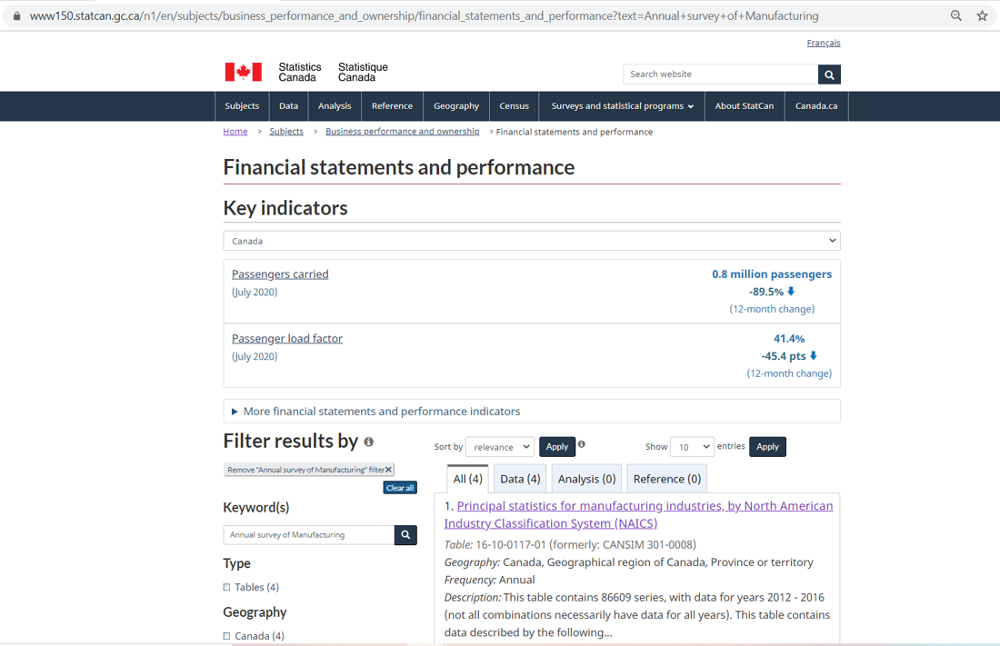 www150.statcan.gc.ca/n1/en/subjects/business_performance_and_ownership/financial_statements_and_performance?text=Annual+survey+of+Manufacturing
Français
Statistics Canada
Statistique Canada
Search website
Subjects Data Analysis Reference Geography Census Surveys and statistical programs About StatCan Canada.ca
Home > Subjects > Business performance and ownership > Financial statements and performance
Financial statements and performance
Key indicators
Canada
Passengers carried 0.8 million passengers
(July 2020) -89.5%
(12-month change)
Passenger load factor 41.4%
(July 2020) -45.4 pts
(12-month change)
More financial statements and performance indicators
Filter results by
Remove "Annual survey of Manufacturing" filter
Clear all
Keyword(s)
Annual survey of Manufacturing
Type
Tables (4)
Geography
Canada (4)
Sort by relevance Apply Show 10 entries Apply
All (4) Data (4) Analysis (0) Reference (0)
1. Principal statistics for manufacturing industries, by North American
Industry Classification System (NAICS)
Table: 16-10-0117-01 (formerly: CANSIM 301-0008)
Geography: Canada, Geographical region of Canada, Province or territory
Frequency: Annual
Description: This table contains 86609 series, with data for years 2012 - 2016
(not all combinations necessarily have data for all years). This table contains
data described by the following...